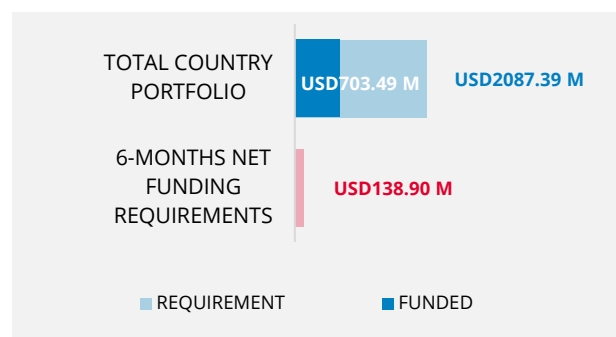 TOTAL COUNTRY
PORTFOLIO
USD703.49 M
USD2087.39 M
6-MONTHS NET
FUNDING
REQUIREMENTS
USD138.90 M
REQUIREMENT
FUNDED